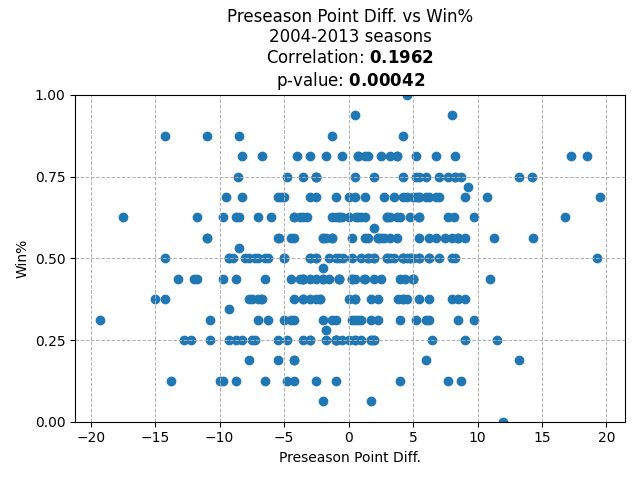 Preseason Point Diff. vs Win%
2004-2013 seasons
Correlation: 0.1962
p-value: 0.00042
1.00
0.75
0.50
0.25
0.00
Win%
−20 −15 −10 −5 0 5 10 15 20
Preseason Point Diff.